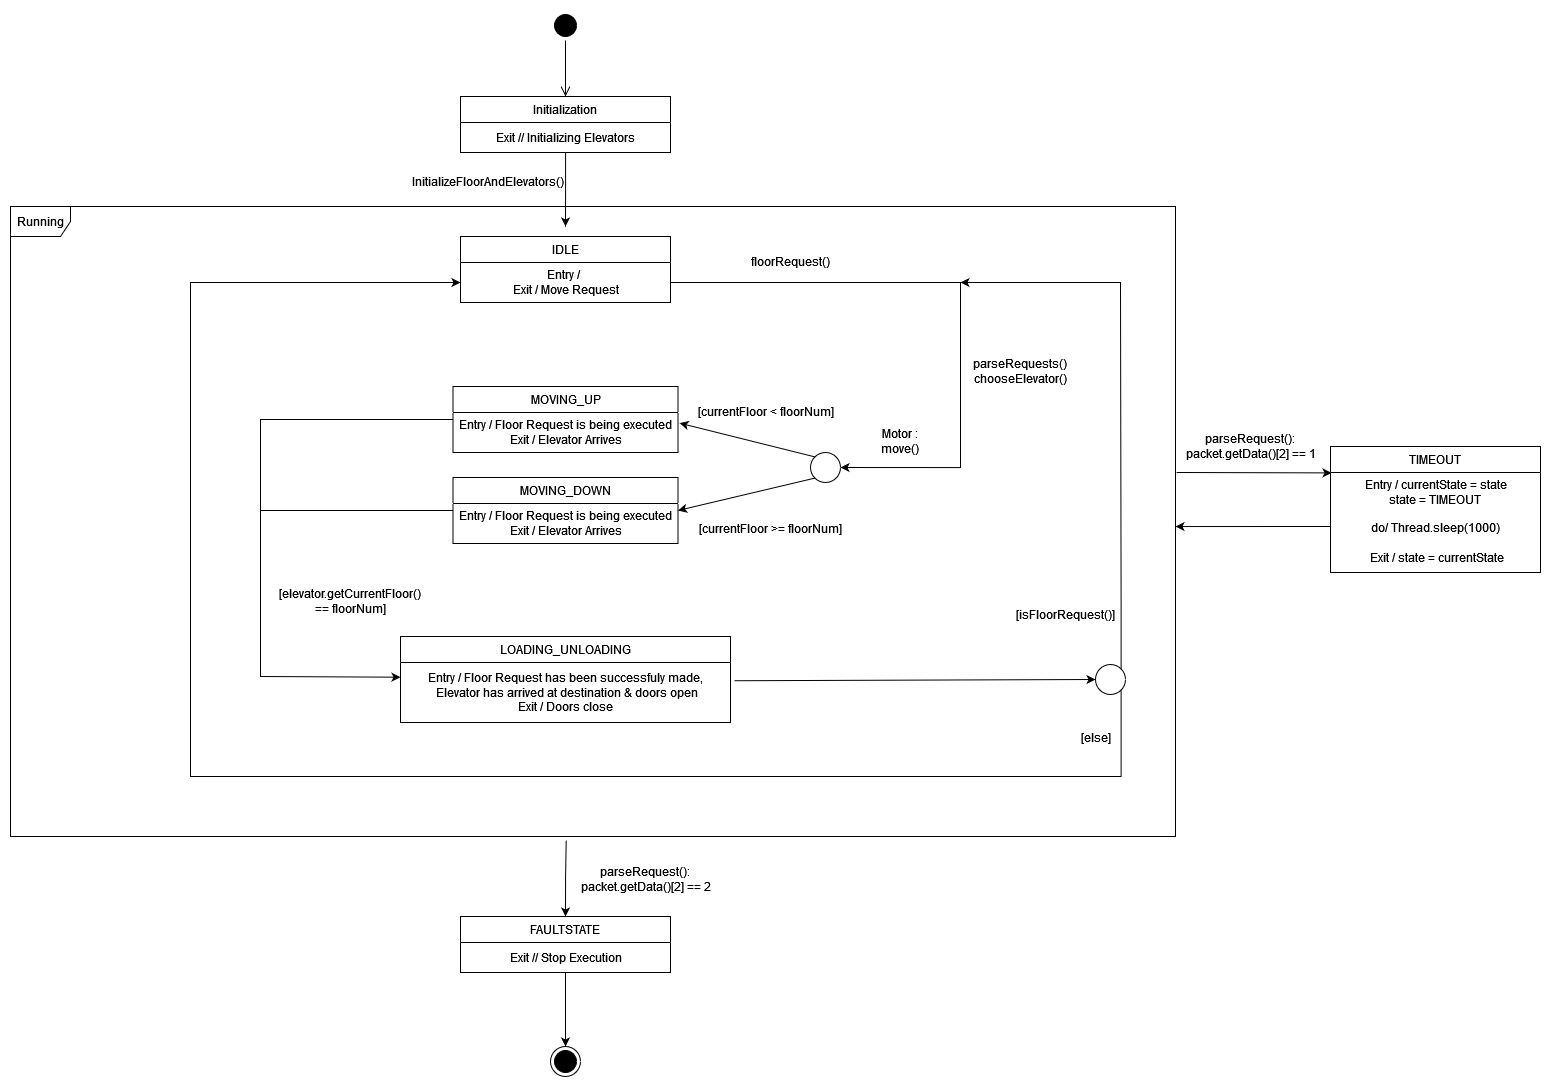 Initialization
Exit // Initializing Elevators
InitializeFloorAndElevators()
Running
IDLE
Entry /
Exit / Move Request
floorRequest()
parseRequests()
chooseElevator()
MOVING_UP
Entry / Floor Request is being executed
Exit / Elevator Arrives
[currentFloor < floorNum]
Motor :
move()
MOVING_DOWN
Entry / Floor Request is being executed
Exit / Elevator Arrives
[currentFloor >= floorNum]
parseRequest():
packet.getData()[2] == 1
TIMEOUT
Entry / currentState = state
state = TIMEOUT
do/ Thread.sleep(1000)
Exit / state = currentState
[elevator.getCurrentFloor()
== floorNum]
[isFloorRequest()]
LOADING_UNLOADING
Entry / Floor Request has been successfuly made,
Elevator has arrived at destination & doors open
Exit / Doors close
[else]
parseRequest():
packet.getData()[2] == 2
FAULTSTATE
Exit // Stop Execution